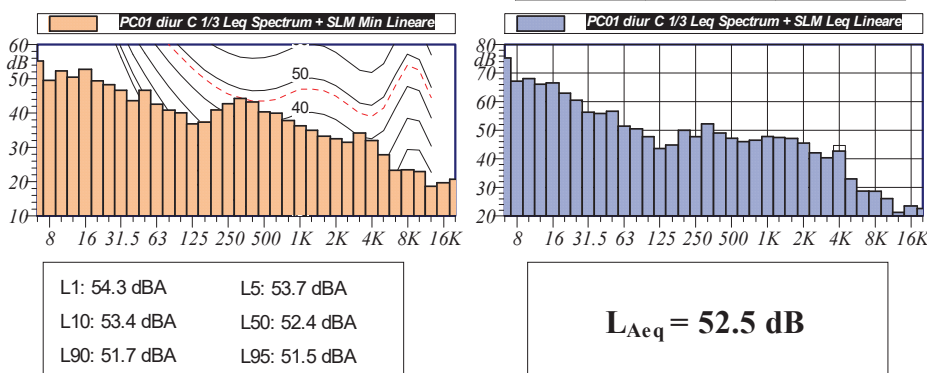 PC01 diur C 1/3 Leq Spectrum + SLM Min Lineare
60
dB
50
40
30
20
10
50
40
8 16 31.5 63 125 250 500 1K 2K 4K 8K 16K
PC01 diur C 1/3 Leq Spectrum + SLM Leq Lineare
80
dB
70
60
50
40
30
20
8 16 31.5 63 125 250 500 1K 2K 4K 8K 16K
L1: 54.3 dBA L5: 53.7 dBA
L10: 53.4 dBA L50: 52.4 dBA
L90: 51.7 dBA L95: 51.5 dBA
LAeq = 52.5 dB